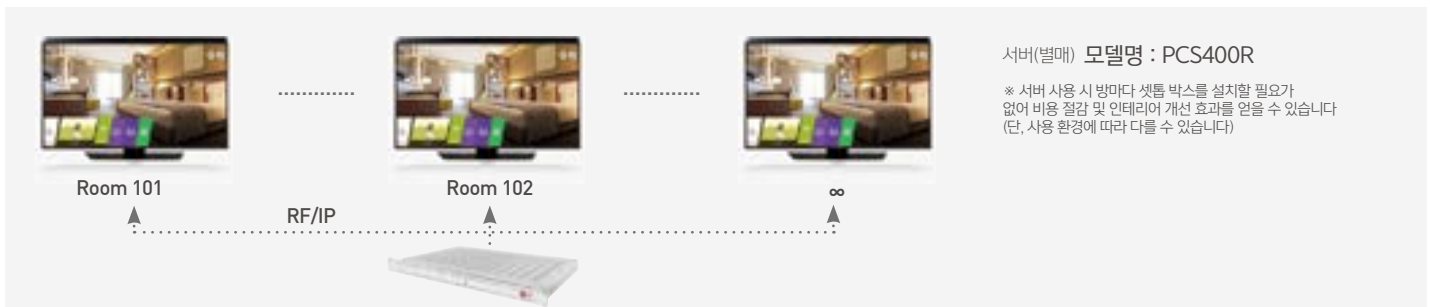 서버(별매) 모델명 : PCS400R
※ 서버 사용 시 방마다 셋톱 박스를 설치할 필요가
없어 비용 절감 및 인테리어 개선 효과를 얻을 수 있습니다
(단, 사용 환경에 따라 다를 수 있습니다)
Room 101
Room 102
∞
RF/IP